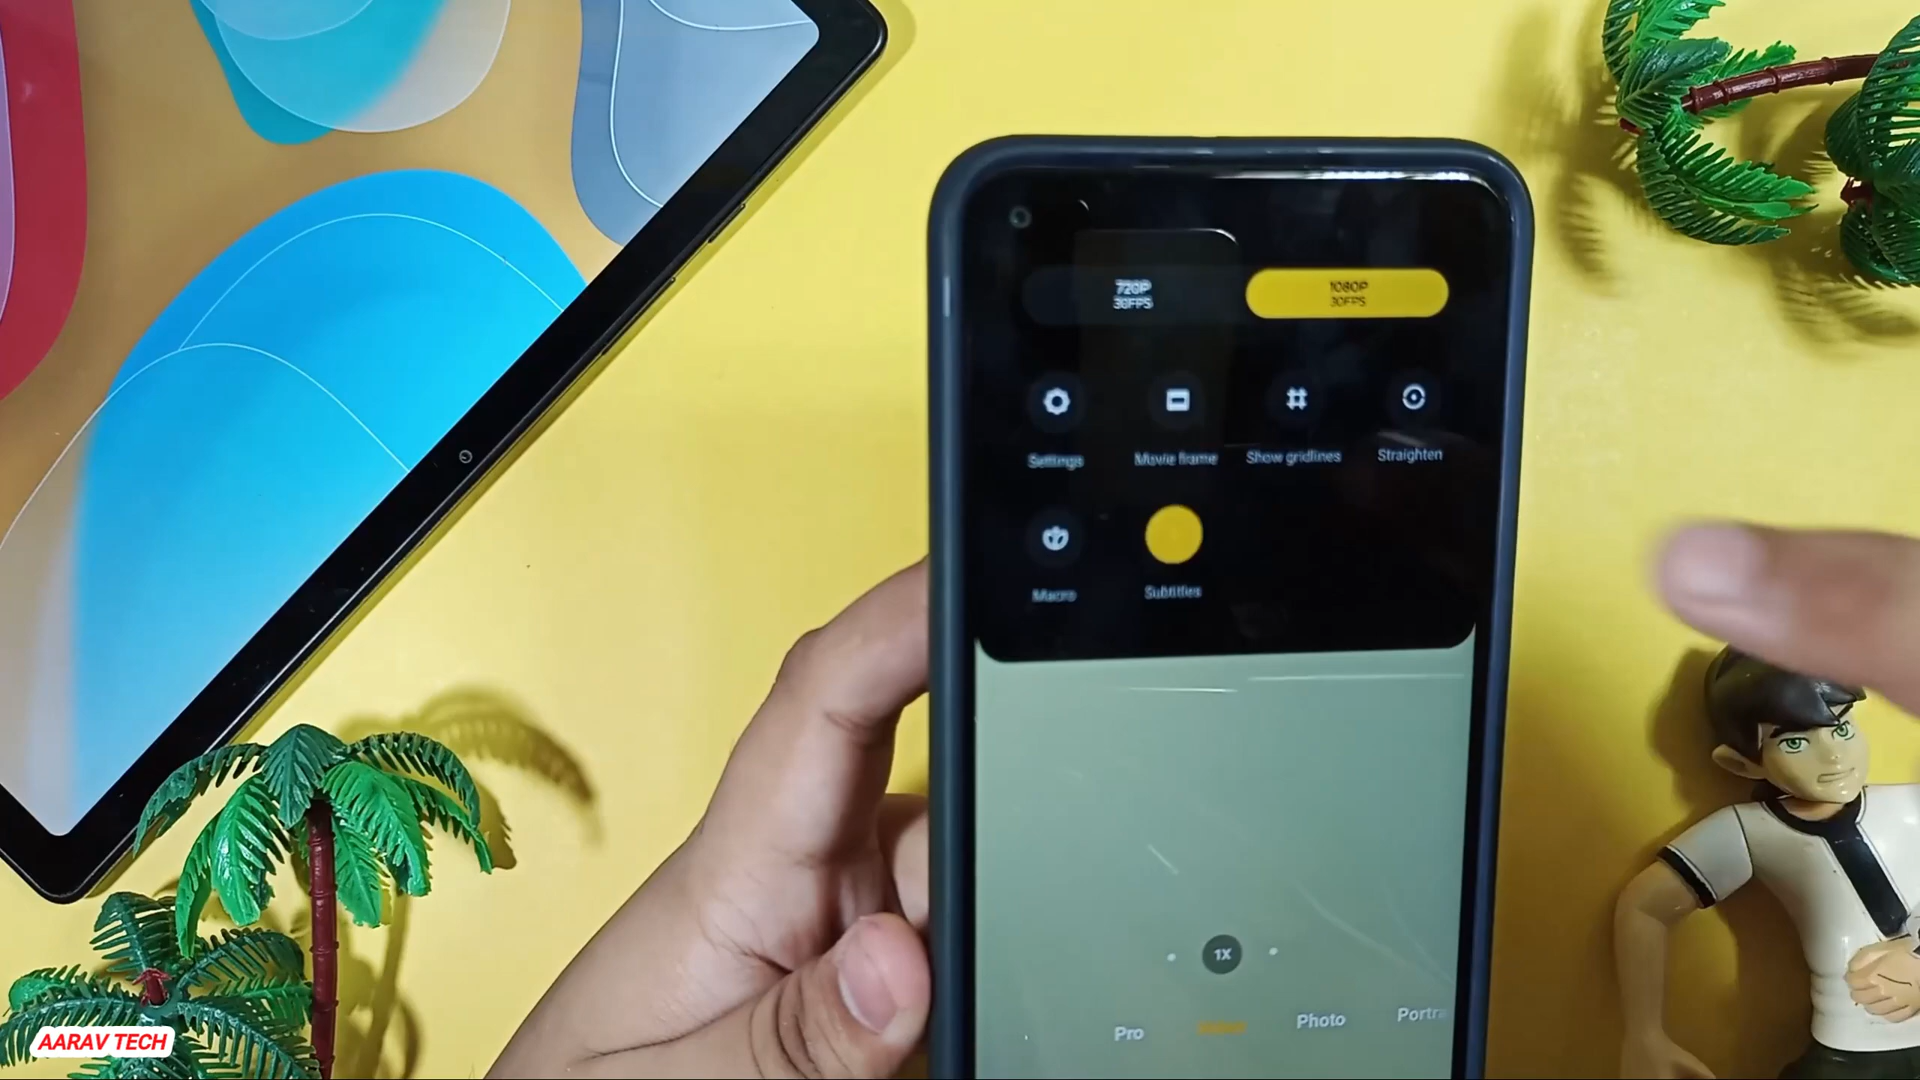 720P
30FPS
1080P
30FPS
Settings
Movie frame
Show gridlines
Straighten
Macro
Subtitles
1X
Pro
Photo
Portra
AARAV TECH